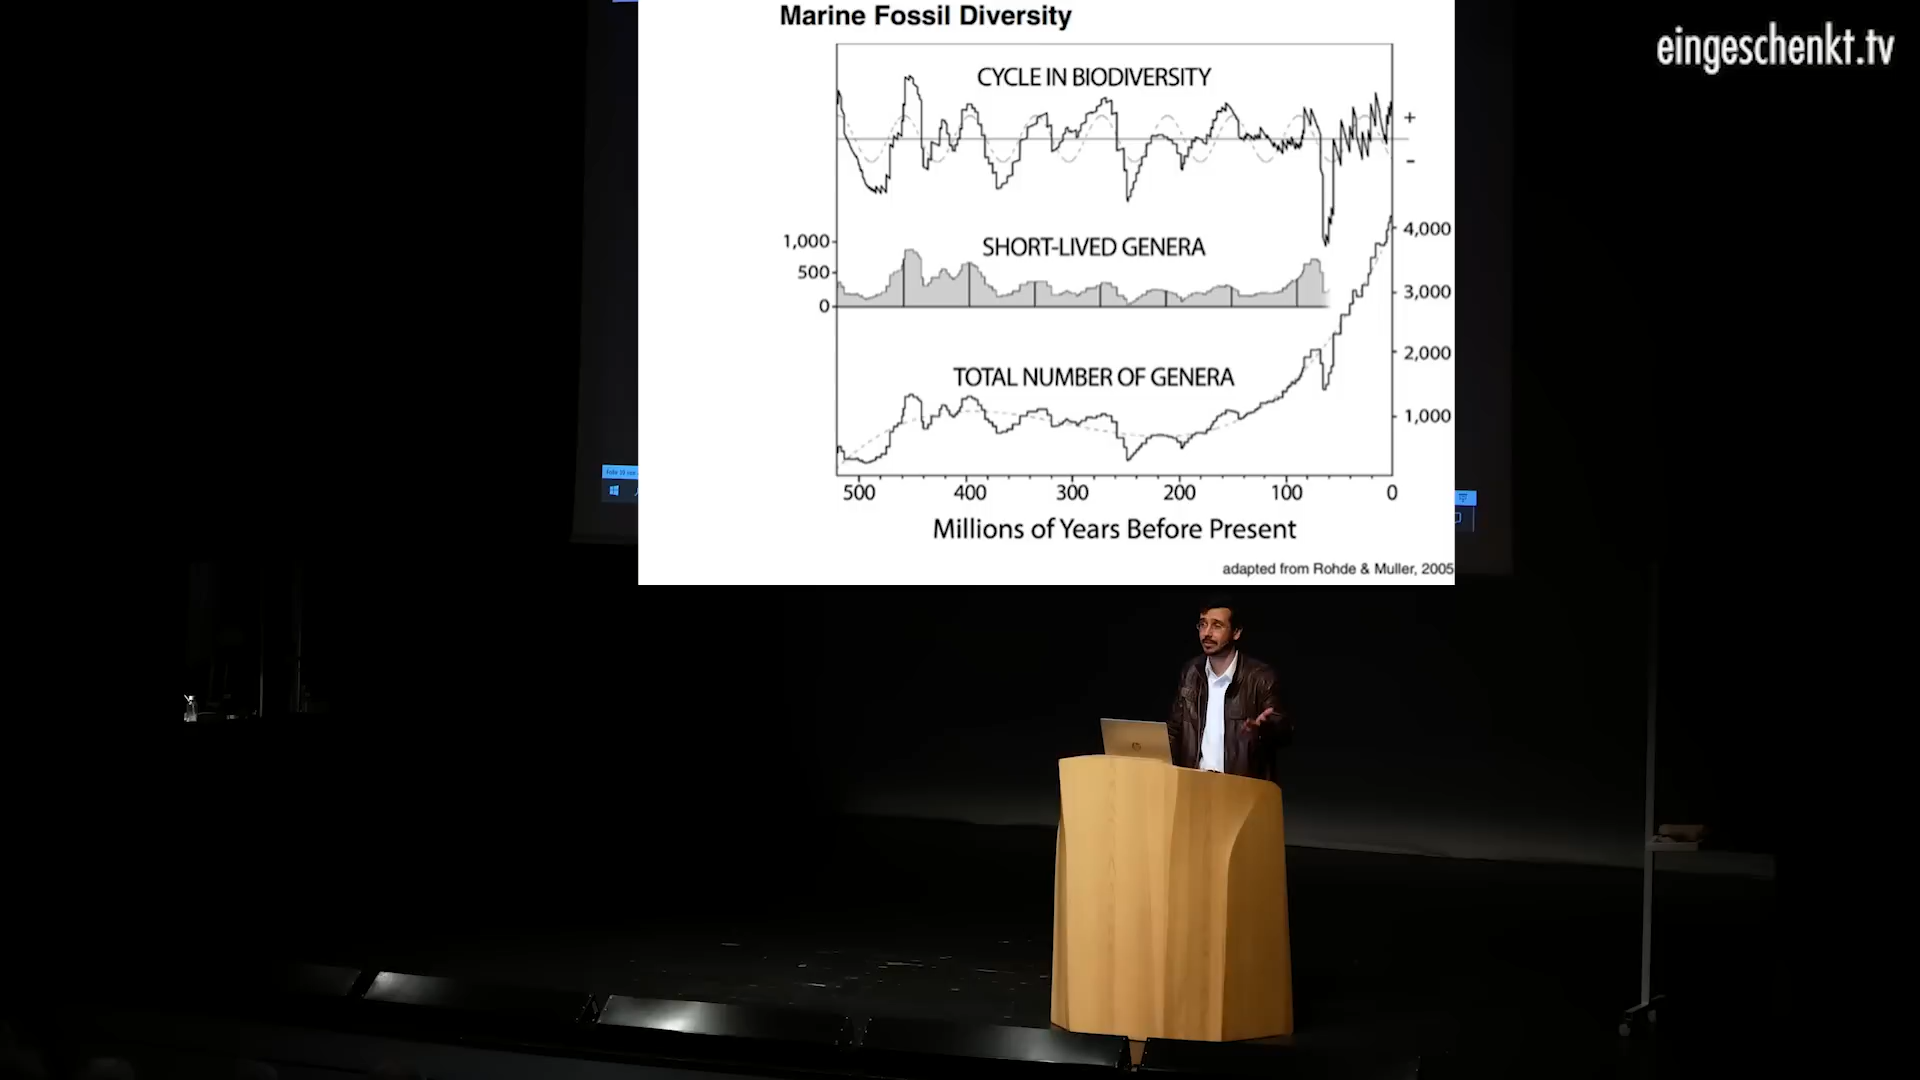 Marine Fossil Diversity
eingeschenkt.tv
CYCLE IN BIODIVERSITY
+
-
1,000
500
0
SHORT-LIVED GENERA
4,000
3,000
2,000
1,000
TOTAL NUMBER OF GENERA
500 400 300 200 100 0
Millions of Years Before Present
adapted from Rohde & Muller, 2005